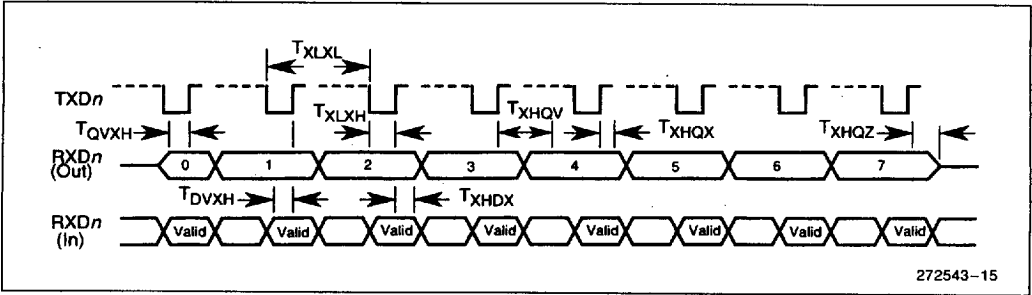 TXLXL
TXDn
TXLXH
TXHQV
TQVXH
TXHQX
TXHQZ
RXDn
(Out)
0 1 2 3 4 5 6 7
TDVXH
TXHDX
RXDn
(In)
Valid Valid Valid Valid Valid Valid Valid Valid
272543-15